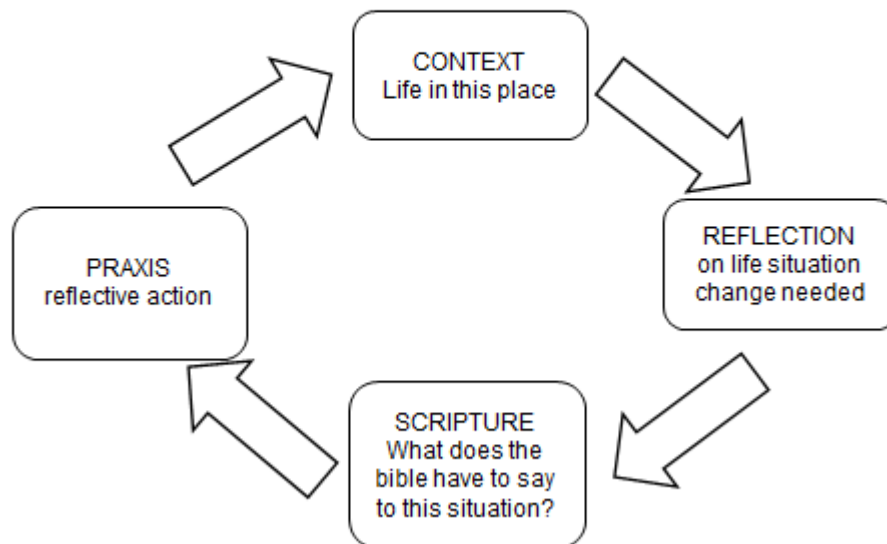 CONTEXT
Life in this place
REFLECTION
on life situation
change needed
SCRIPTURE
What does the
bible have to say
to this situation?
PRAXIS
reflective action